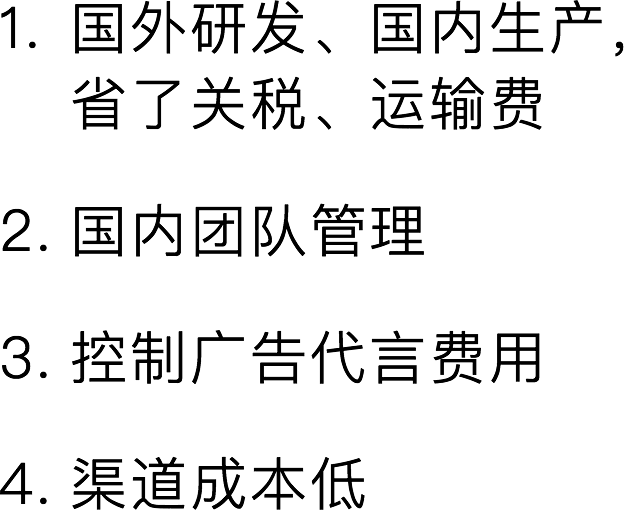 1. 国外研发、国内生产,
省了关税、运输费
2. 国内团队管理
3. 控制广告代言费用
4. 渠道成本低